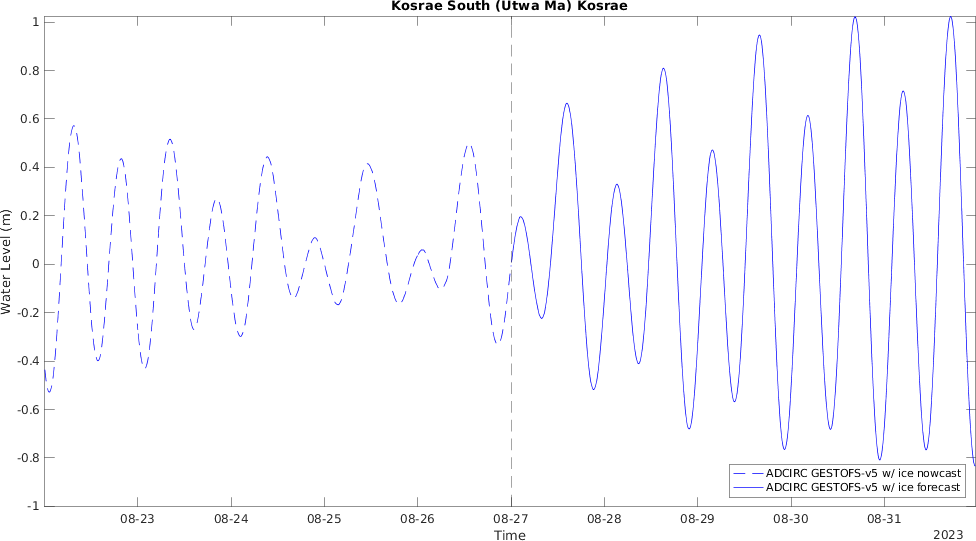 Kosrae South (Utwa Ma) Kosrae
1
0.8
0.6
0.4
0.2
0
-0.2
-0.4
-0.6
-0.8
-1
Water Level (m)
ADCIRC GESTOFS-v5 w/ ice nowcast
ADCIRC GESTOFS-v5 w/ ice forecast
08-23 08-24 08-25 08-26 08-27 08-28 08-29 08-30 08-31
Time
2023